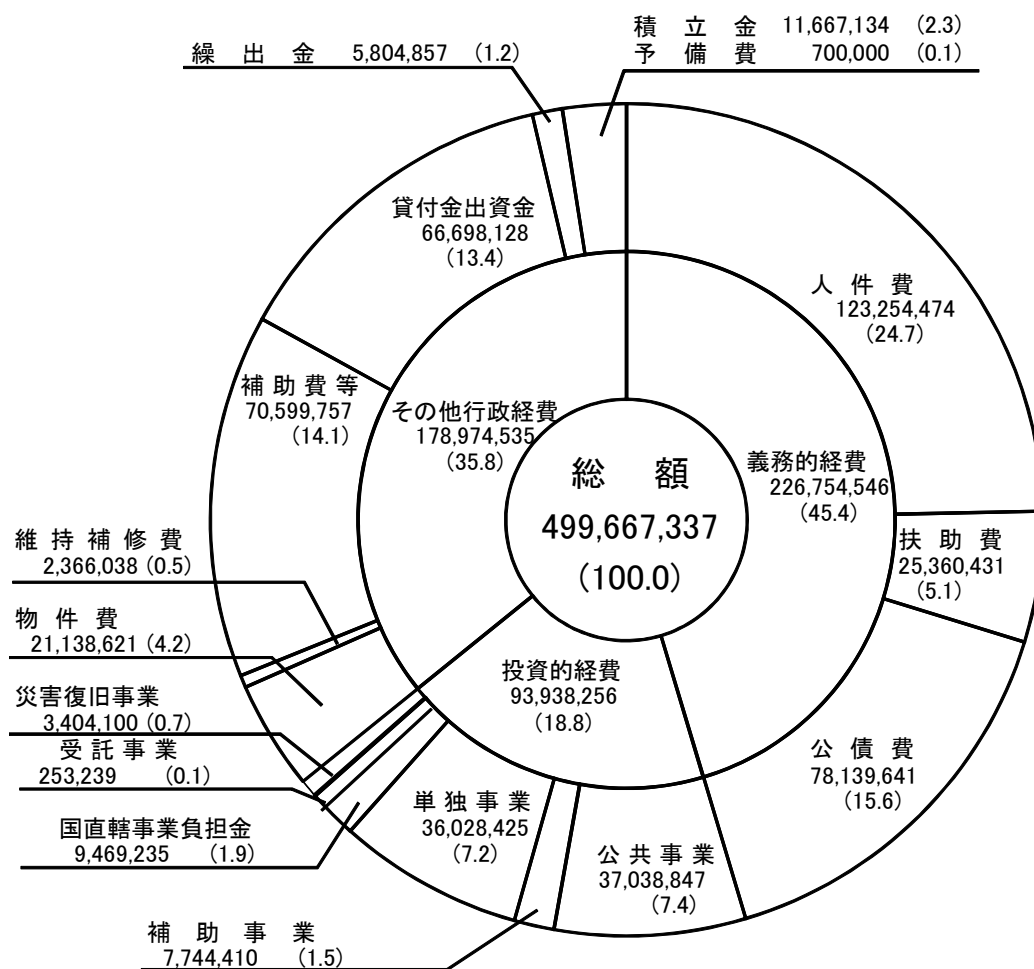 積立金 11,667,134 (2.3)
予備費 700,000 (0.1)
繰出金 5,804,857 (1.2)
貸付金出資金
66,698,128
(13.4)
人件費
123,254,474
(24.7)
補助費等
70,599,757
(14.1)
その他行政経費
178,974,535
(35.8)
総額
499,667,337
(100.0)
義務的経費
226,754,546
(45.4)
扶助費
25,360,431
(5.1)
維持補修費
2,366,038 (0.5)
物件費
21,138,621 (4.2)
災害復旧事業
3,404,100 (0.7)
受託事業
253,239 (0.1)
国直轄事業負担金
9,469,235 (1.9)
投資的経費
93,938,256
(18.8)
公債費
78,139,641
(15.6)
単独事業
36,028,425
(7.2)
公共事業
37,038,847
(7.4)
補助事業
7,744,410 (1.5)